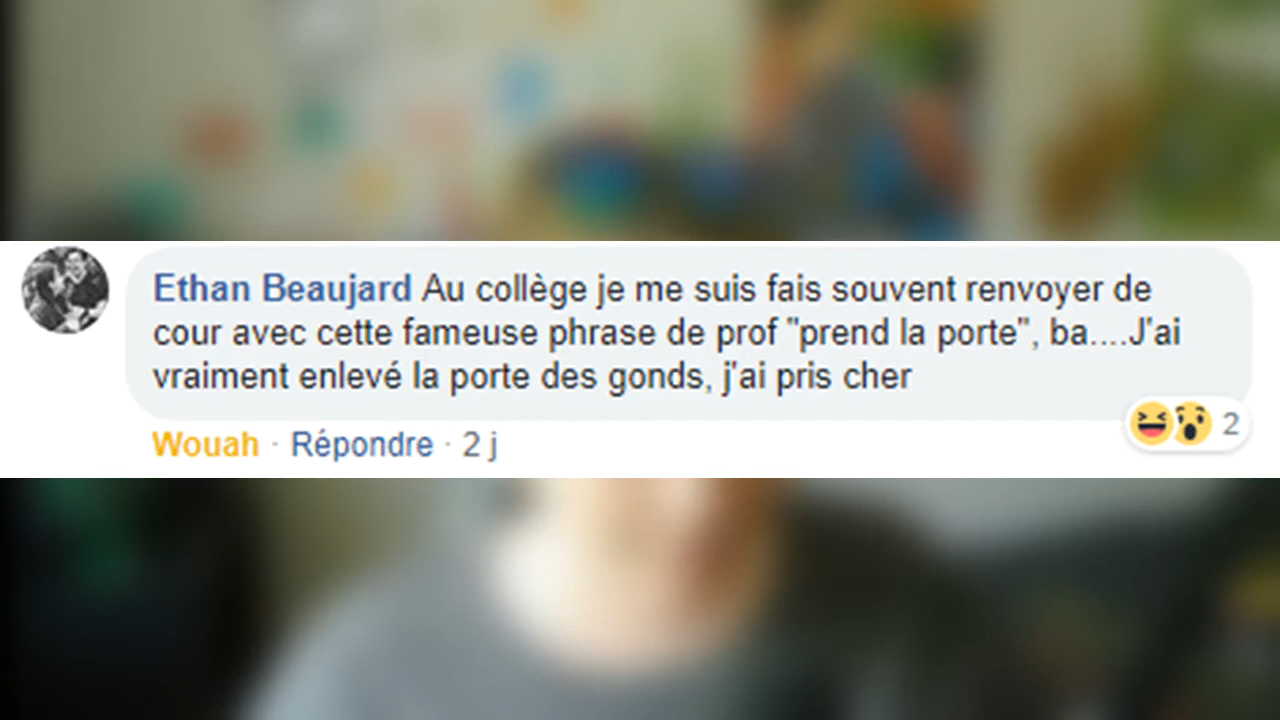 Ethan Beaujard Au collège je me suis fais souvent renvoyer de
cour avec cette fameuse phrase de prof "prend la porte", ba....J'ai
vraiment enlevé la porte des gonds, j'ai pris cher
Wouah · Répondre · 2 j
2